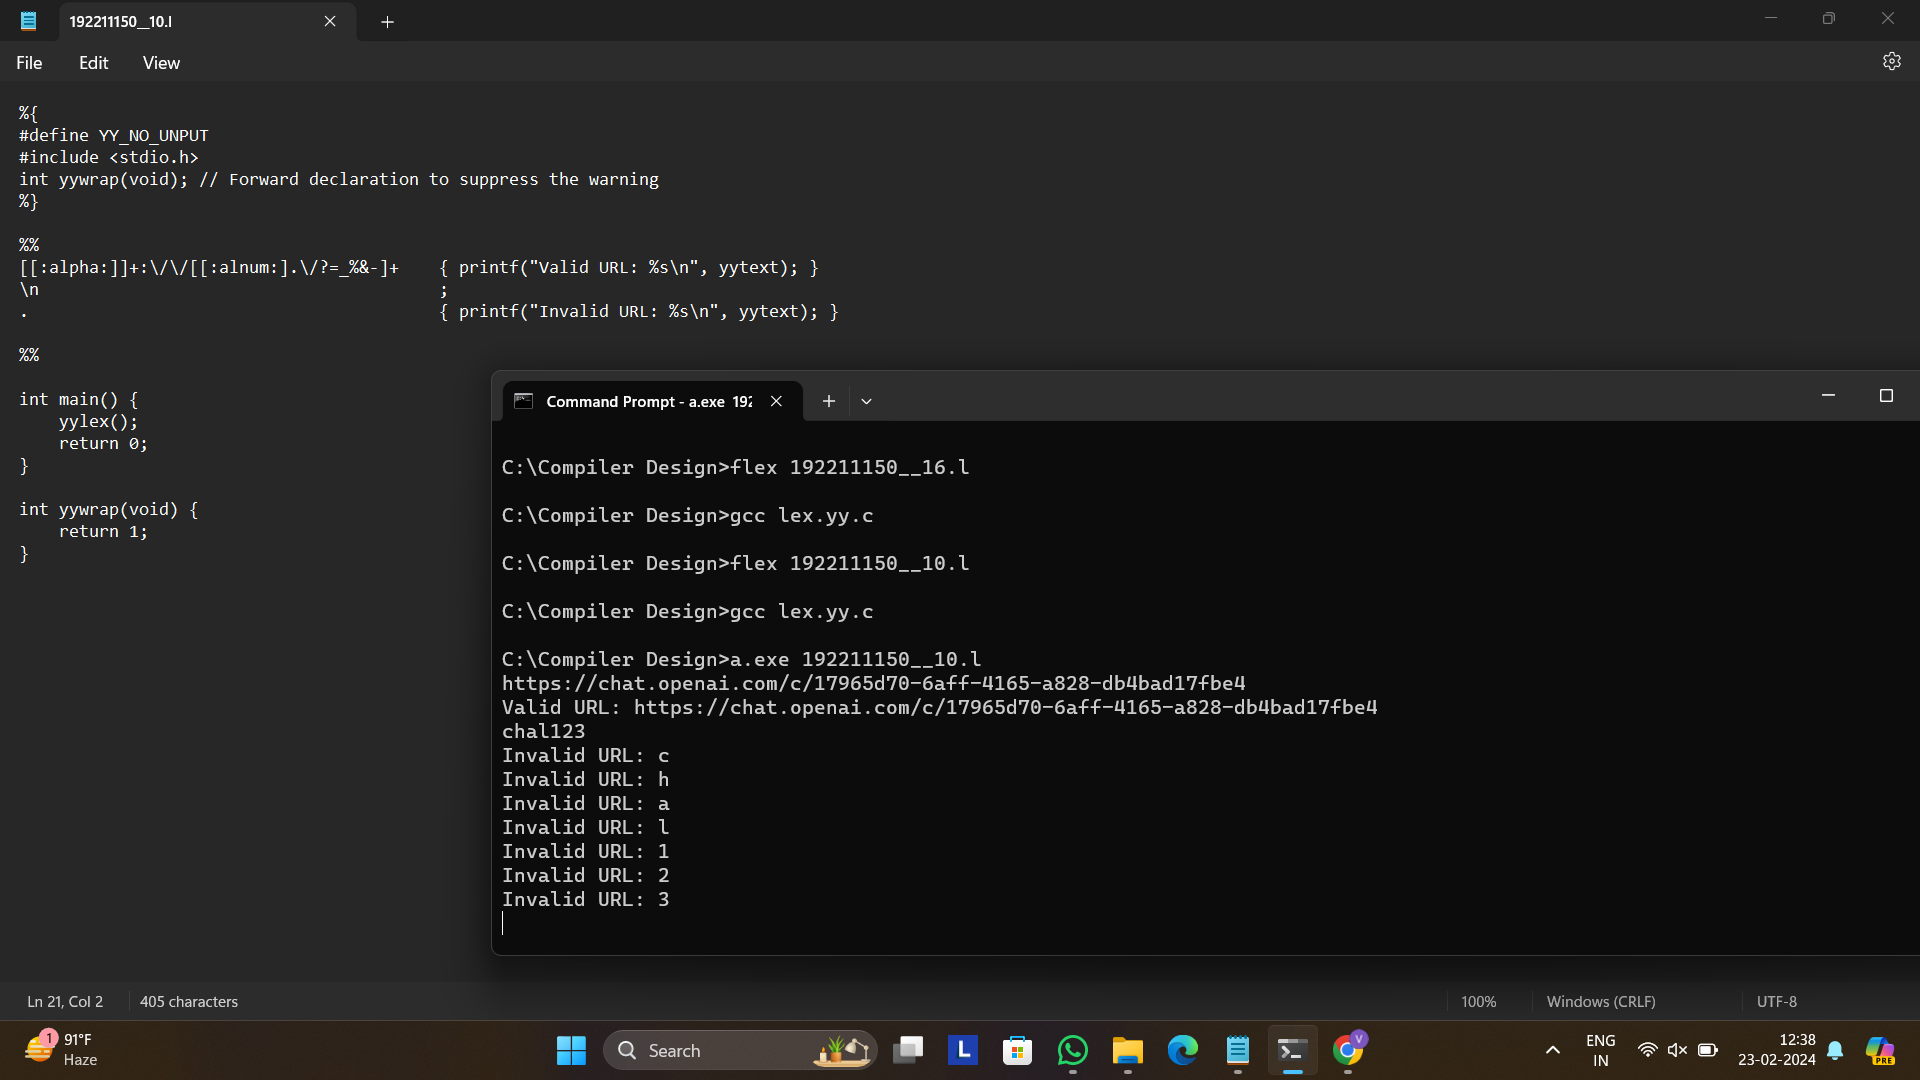 192211150__10.l
File Edit View
%{
#define YY_NO_UNPUT
#include <stdio.h>
int yywrap(void); // Forward declaration to suppress the warning
%}
%%
[[:alpha:]]+:\/\/[[:alnum:].\/?=_%&-]+    { printf("Valid URL: %s\n", yytext); }
\n                                        ;
.                                         { printf("Invalid URL: %s\n", yytext); }
%%
int main() {
    yylex();
    return 0;
}
int yywrap(void) {
    return 1;
}
Command Prompt - a.exe 192
C:\Compiler Design>flex 192211150__16.l
C:\Compiler Design>gcc lex.yy.c
C:\Compiler Design>flex 192211150__10.l
C:\Compiler Design>gcc lex.yy.c
C:\Compiler Design>a.exe 192211150__10.l
https://chat.openai.com/c/17965d70-6aff-4165-a828-db4bad17fbe4
Valid URL: https://chat.openai.com/c/17965d70-6aff-4165-a828-db4bad17fbe4
chal123
Invalid URL: c
Invalid URL: h
Invalid URL: a
Invalid URL: l
Invalid URL: 1
Invalid URL: 2
Invalid URL: 3
Ln 21, Col 2 405 characters 100% Windows (CRLF) UTF-8
1 91°F
Haze
Search
L
V
ENG
IN
12:38
23-02-2024
PRE